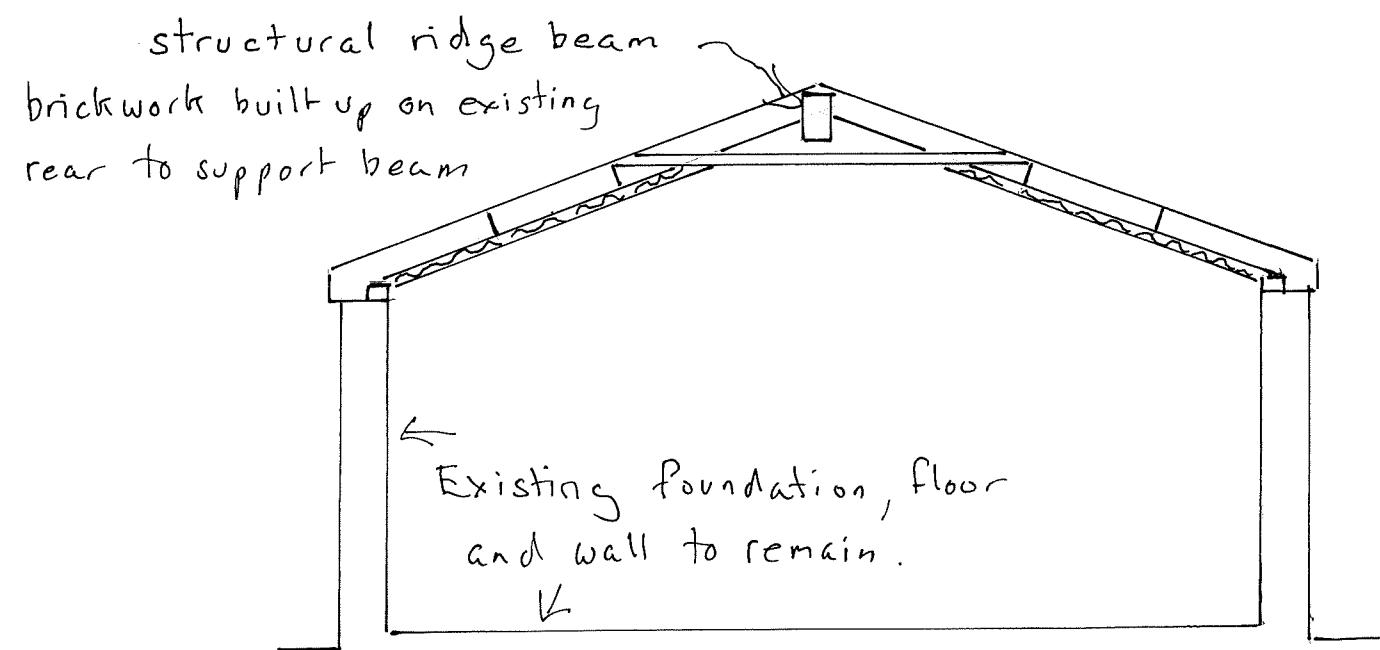 structural ridge beam
brickwork built up on existing
rear to support beam
Existing foundation, floor
and wall to remain.